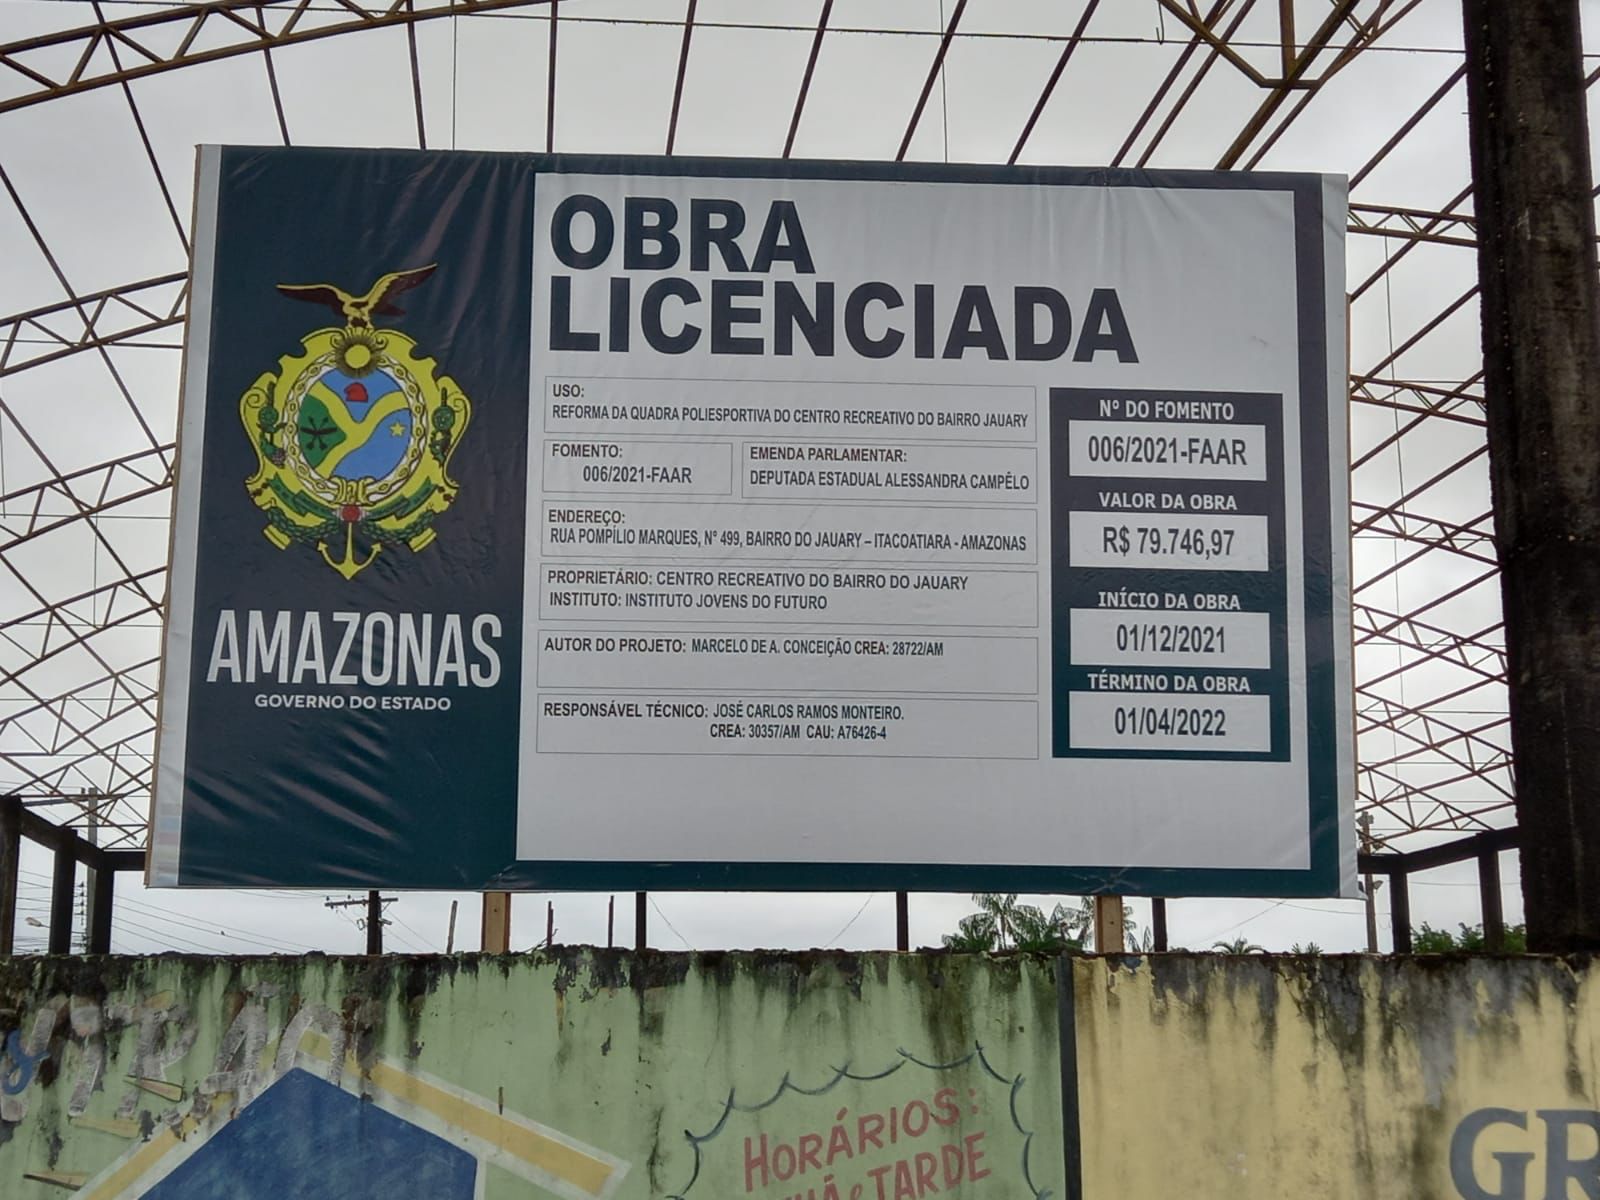 OBRA
LICENCIADA
USO:
REFORMA DA QUADRA POLIESPORTIVA DO CENTRO RECREATIVO DO BAIRRO JAUARY
FOMENTO:
006/2021-FAAR
EMENDA PARLAMENTAR:
DEPUTADA ESTADUAL ALESSANDRA CAMPÊLO
ENDEREÇO:
RUA POMPÍLIO MARQUES, Nº 499, BAIRRO DO JAUARY – ITACOATIARA - AMAZONAS
PROPRIETÁRIO: CENTRO RECREATIVO DO BAIRRO DO JAUARY
INSTITUTO: INSTITUTO JOVENS DO FUTURO
AUTOR DO PROJETO: MARCELO DE A. CONCEIÇÃO CREA: 28722/AM
RESPONSÁVEL TÉCNICO: JOSÉ CARLOS RAMOS MONTEIRO.
CREA: 30357/AM CAU: A76426-4
Nº DO FOMENTO
006/2021-FAAR
VALOR DA OBRA
R$ 79.746,97
INÍCIO DA OBRA
01/12/2021
TÉRMINO DA OBRA
01/04/2022
AMAZONAS
GOVERNO DO ESTADO
HORÁRIOS:
e TARDE
GR